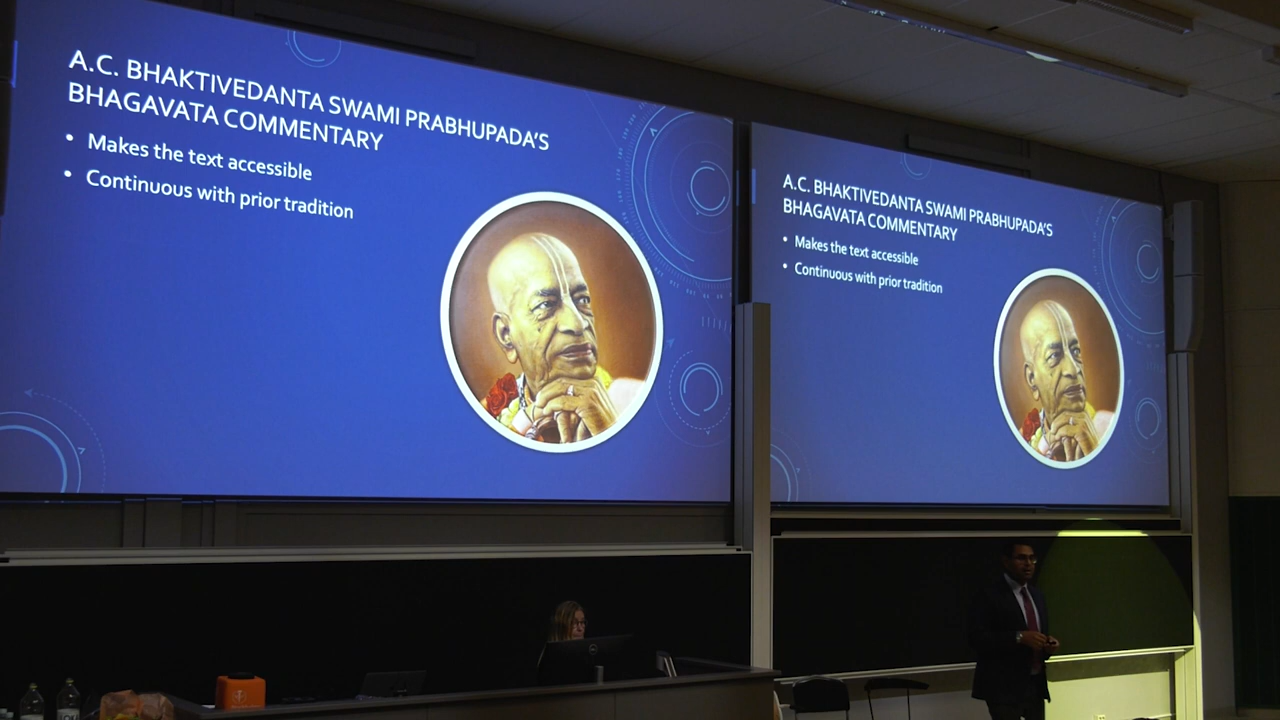 A.C. BHAKTIVEDANTA SWAMI PRABHUPADA'S
BHAGAVATA COMMENTARY
• Makes the text accessible
• Continuous with prior tradition
A.C. BHAKTIVEDANTA SWAMI PRABHUPADA'S
BHAGAVATA COMMENTARY
• Makes the text accessible
• Continuous with prior tradition